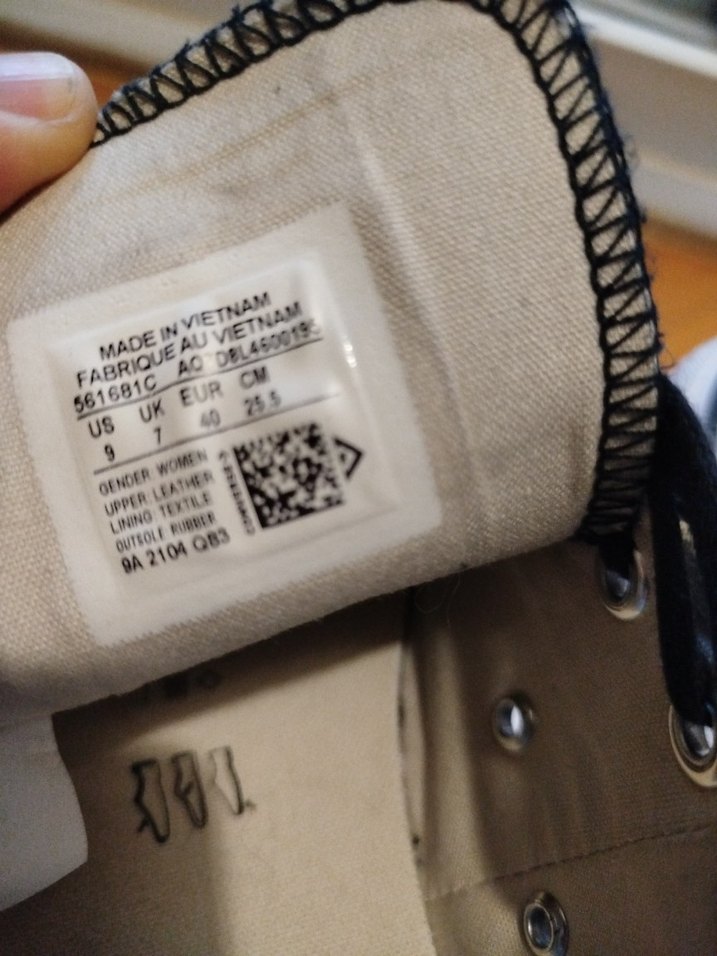 MADE IN VIETNAM
FABRIQUE AU VIETNAM
561681C
US UK EUR CM
9 7 40 25.5
GENDER WOMEN
UPPER LEATHER
LINING TEXTILE
OUTSOLE RUBBER
9A 2104 QB3